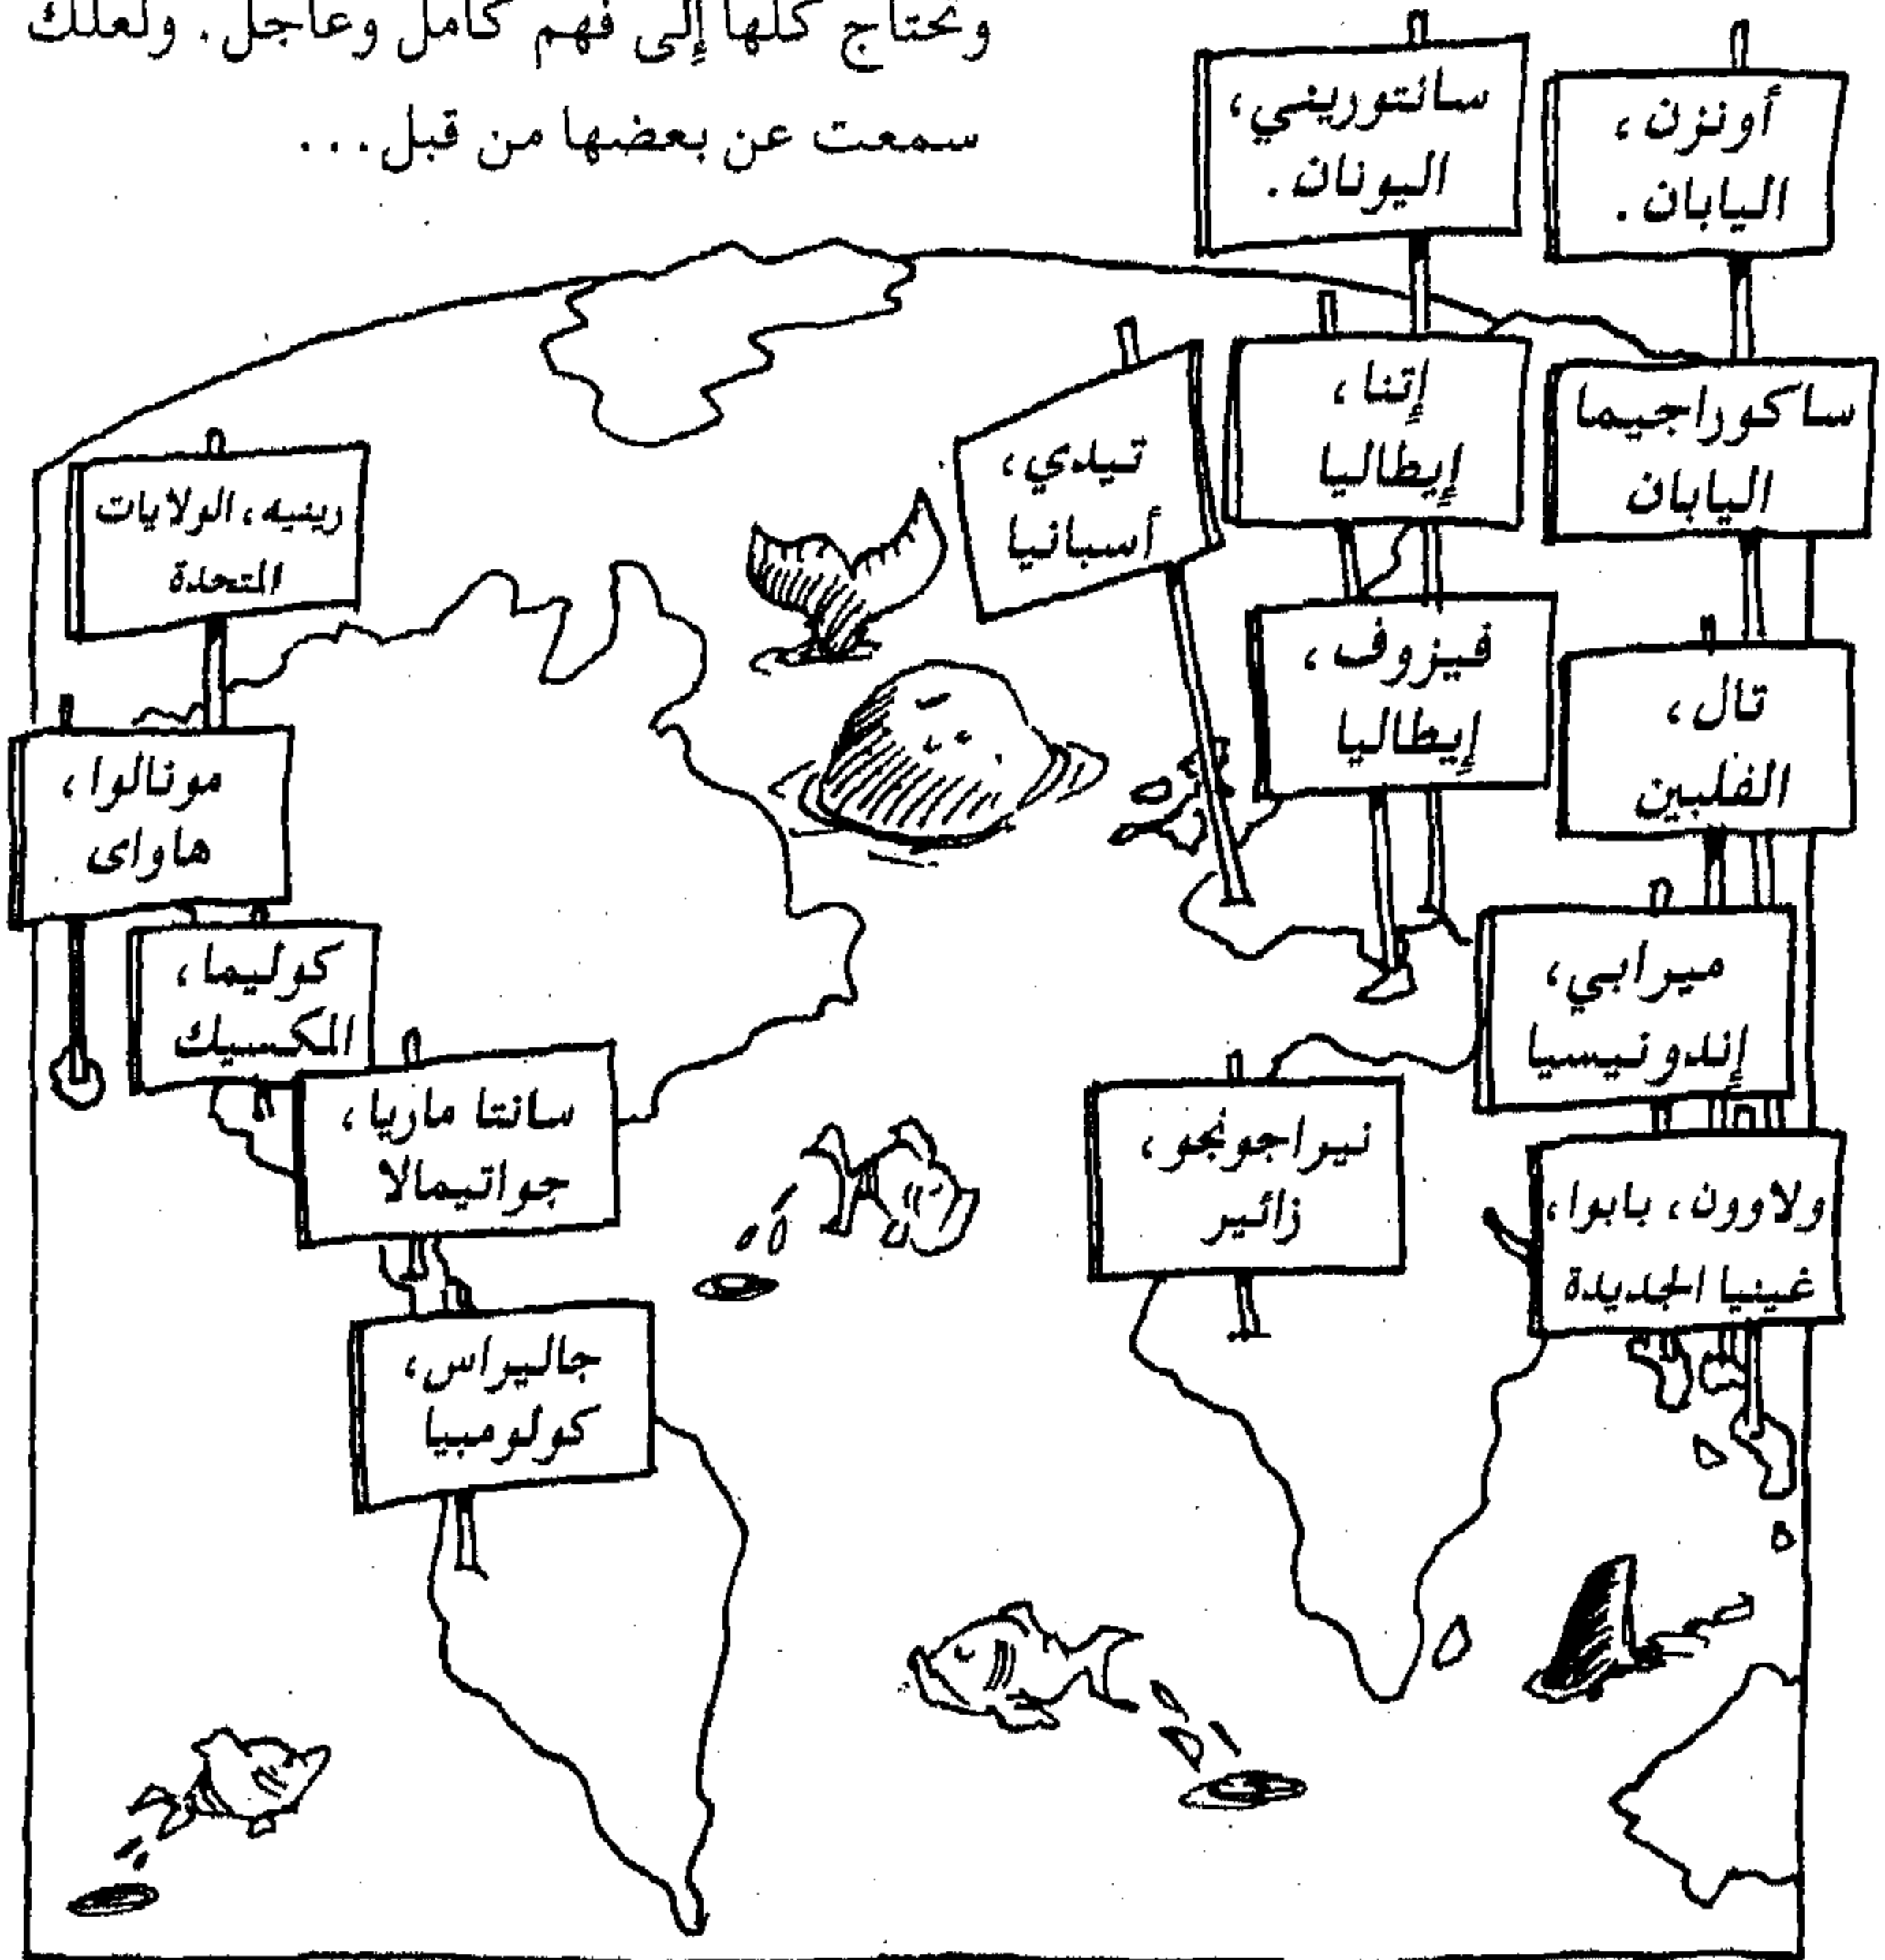 وتحتاج كلها إلى فهم كامل وعاجل. ولعلك
سمعت عن بعضها من قبل...
أونزن،
اليابان.
سانتوريني،
اليونان.
ساكوراجيما
اليابان
إتنا،
إيطاليا
تيدي،
أسبانيا
رينيه، الولايات
المتحدة
تال،
الفلبين
فيزوف،
إيطاليا
مونالوا،
هاواى
ميرابي،
إندونيسيا
كوليما،
المكسيك
ولاوون، بابوا،
غينيا الجديدة
نيراجونجو،
زائير
سانتا ماريا،
جواتيمالا
جاليراس،
كولومبيا